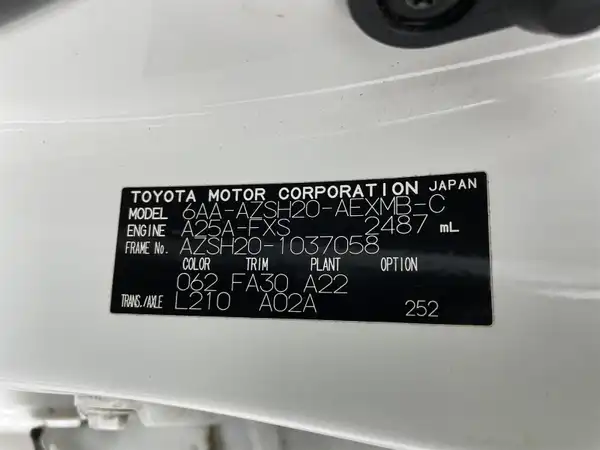 TOYOTA MOTOR CORPORATION JAPAN
MODEL 6AA-AZSH20-AEXMB-C
ENGINE A25A-FXS 2487 mL
FRAME No. AZSH20-1037058
COLOR TRIM PLANT OPTION
062 FA30 A22
TRANS./AXLE L210 A02A 252